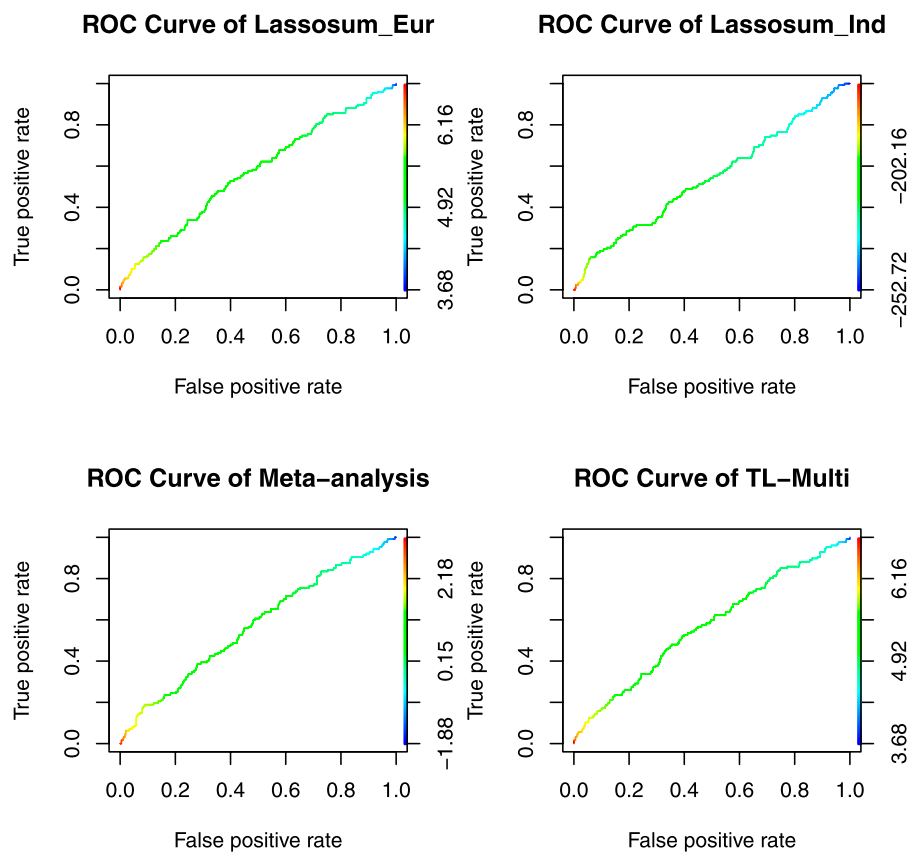 ROC Curve of Lassosum_Eur
True positive rate
0.0 0.4 0.8
3.68 4.92 6.16
0.0 0.2 0.4 0.6 0.8 1.0
False positive rate
ROC Curve of Lassosum_Ind
True positive rate
0.0 0.4 0.8
−252.72 −202.16
0.0 0.2 0.4 0.6 0.8 1.0
False positive rate
ROC Curve of Meta−analysis
True positive rate
0.0 0.4 0.8
−1.88 0.15 2.18
0.0 0.2 0.4 0.6 0.8 1.0
False positive rate
ROC Curve of TL−Multi
True positive rate
0.0 0.4 0.8
3.68 4.92 6.16
0.0 0.2 0.4 0.6 0.8 1.0
False positive rate